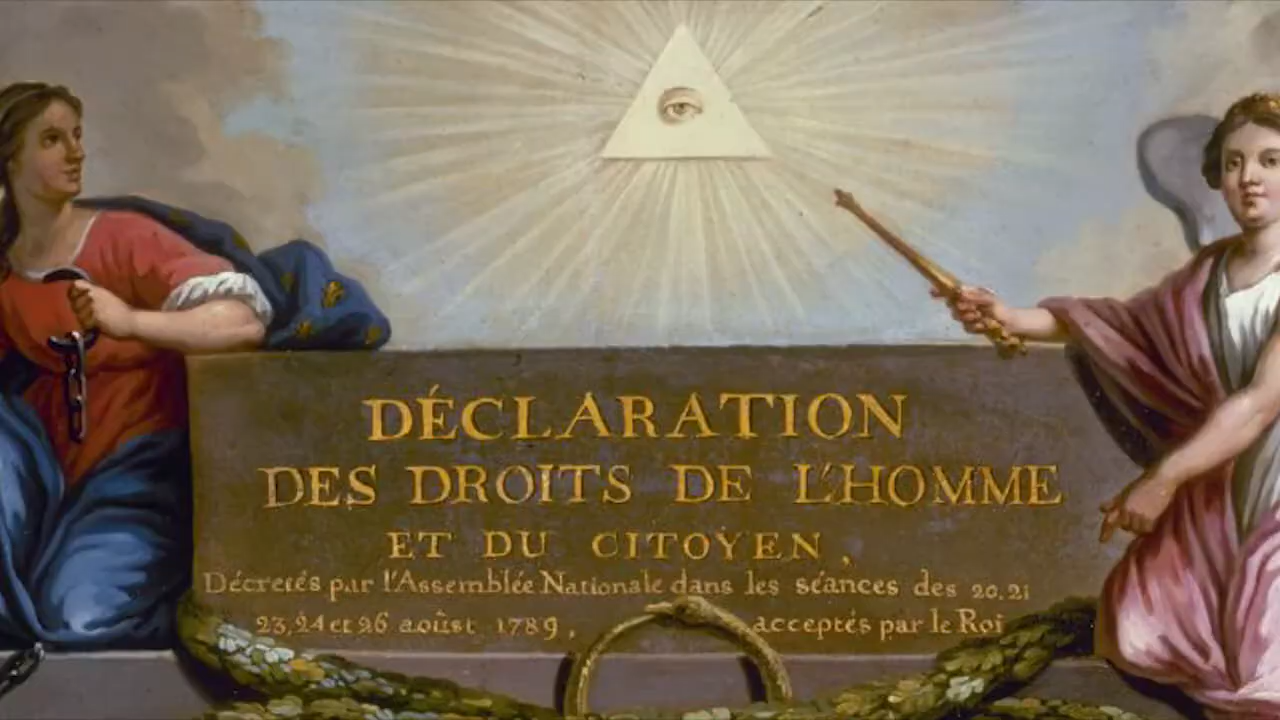 DÉCLARATION
DES DROITS DE L'HOMME
ET DU CITOYEN,
Décretés par l'Assemblée Nationale dans les séances des 20, 21
23, 24 et 26 août 1789, acceptés par le Roi